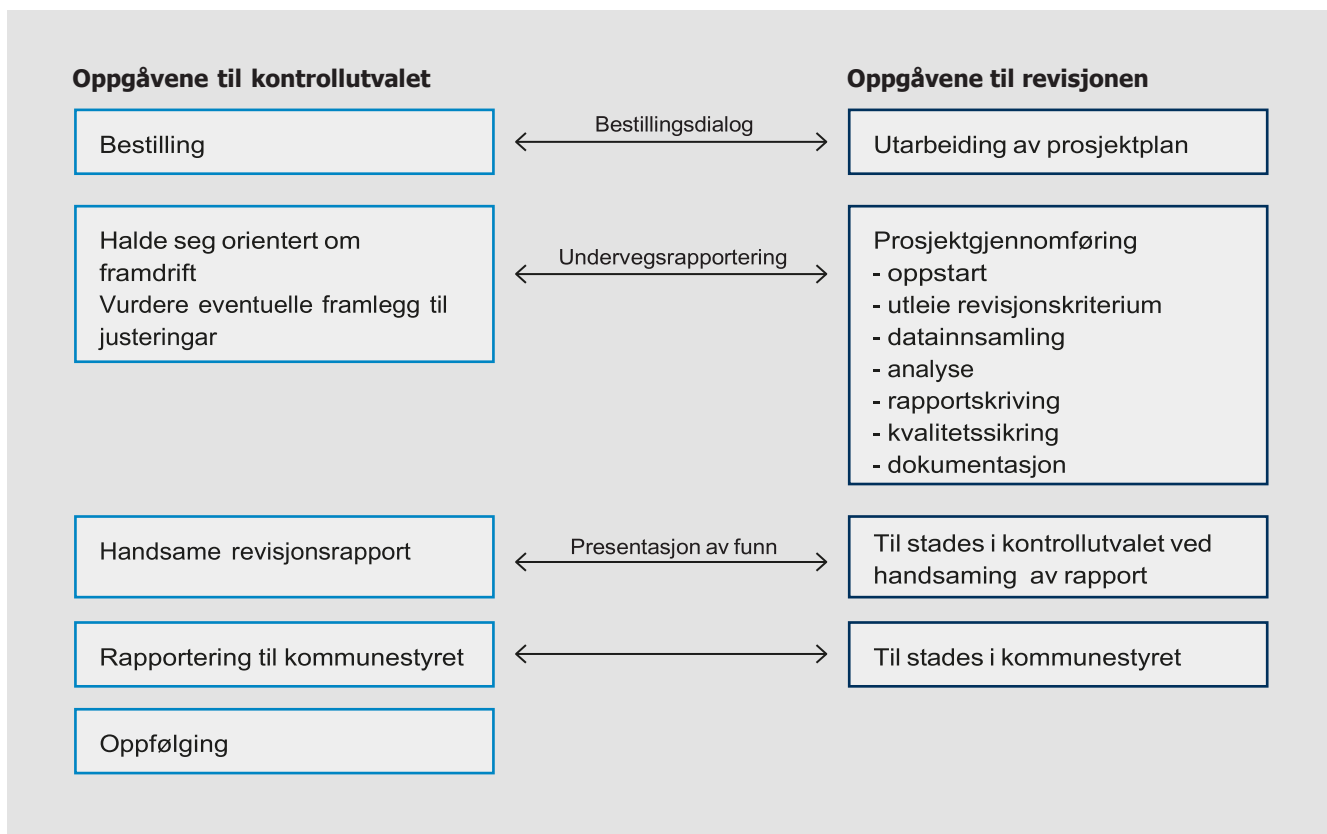 Oppgåvene til kontrollutvalet
Oppgåvene til revisjonen
Bestilling
Bestillingsdialog
Utarbeiding av prosjektplan
Halde seg orientert om
framdrift
Vurdere eventuelle framlegg til
justeringar
Undervegsrapportering
Prosjektgjennomføring
- oppstart
- utleie revisjonskriterium
- datainnsamling
- analyse
- rapportskriving
- kvalitetssikring
- dokumentasjon
Handsame revisjonsrapport
Presentasjon av funn
Til stades i kontrollutvalet ved
handsaming av rapport
Rapportering til kommunestyret
Til stades i kommunestyret
Oppfølging